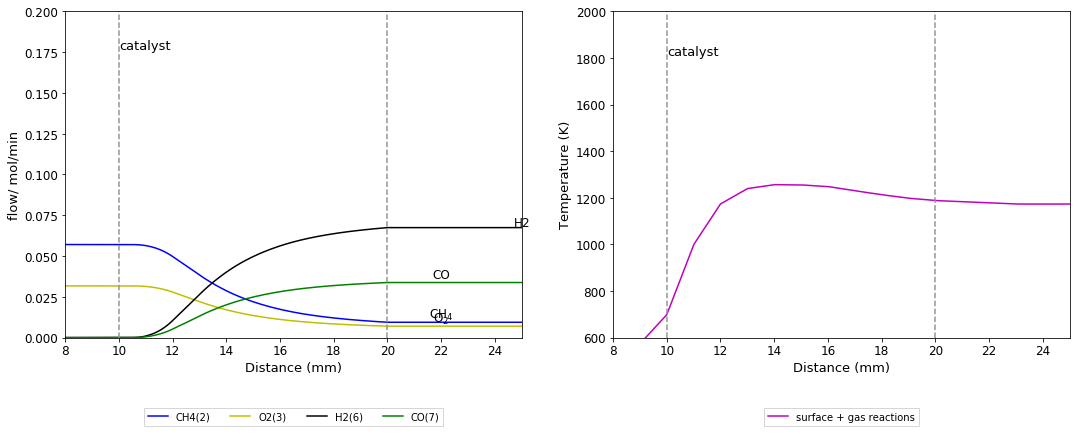 0.200
0.175
0.150
0.125
0.100
0.075
0.050
0.025
0.000
flow/ mol/min
catalyst
H2
CO
CH4
O2
8 10 12 14 16 18 20 22 24
Distance (mm)
CH4(2) O2(3) H2(6) CO(7)
2000
1800
1600
1400
1200
1000
800
600
Temperature (K)
catalyst
8 10 12 14 16 18 20 22 24
Distance (mm)
surface + gas reactions